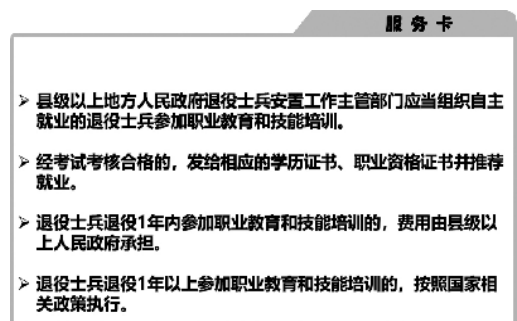 服务卡
➢ 县级以上地方人民政府退役士兵安置工作主管部门应当组织自主
就业的退役士兵参加职业教育和技能培训。
➢ 经考试考核合格的，发给相应的学历证书、职业资格证书并推荐
就业。
➢ 退役士兵退役1年内参加职业教育和技能培训的，费用由县级以
上人民政府承担。
➢ 退役士兵退役1年以上参加职业教育和技能培训的，按照国家相
关政策执行。